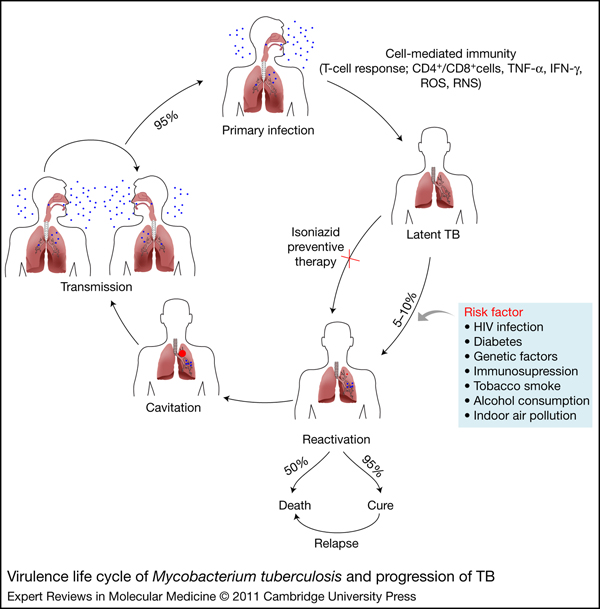 Cell-mediated immunity
(T-cell response; CD4⁺/CD8⁺cells, TNF-α, IFN-γ,
ROS, RNS)
95%
Primary infection
Isoniazid
preventive
therapy
Latent TB
Transmission
5–10%
Risk factor
• HIV infection
• Diabetes
• Genetic factors
• Immunosupression
• Tobacco smoke
• Alcohol consumption
• Indoor air pollution
Cavitation
Reactivation
50%
95%
Death
Cure
Relapse
Virulence life cycle of Mycobacterium tuberculosis and progression of TB
Expert Reviews in Molecular Medicine © 2011 Cambridge University Press